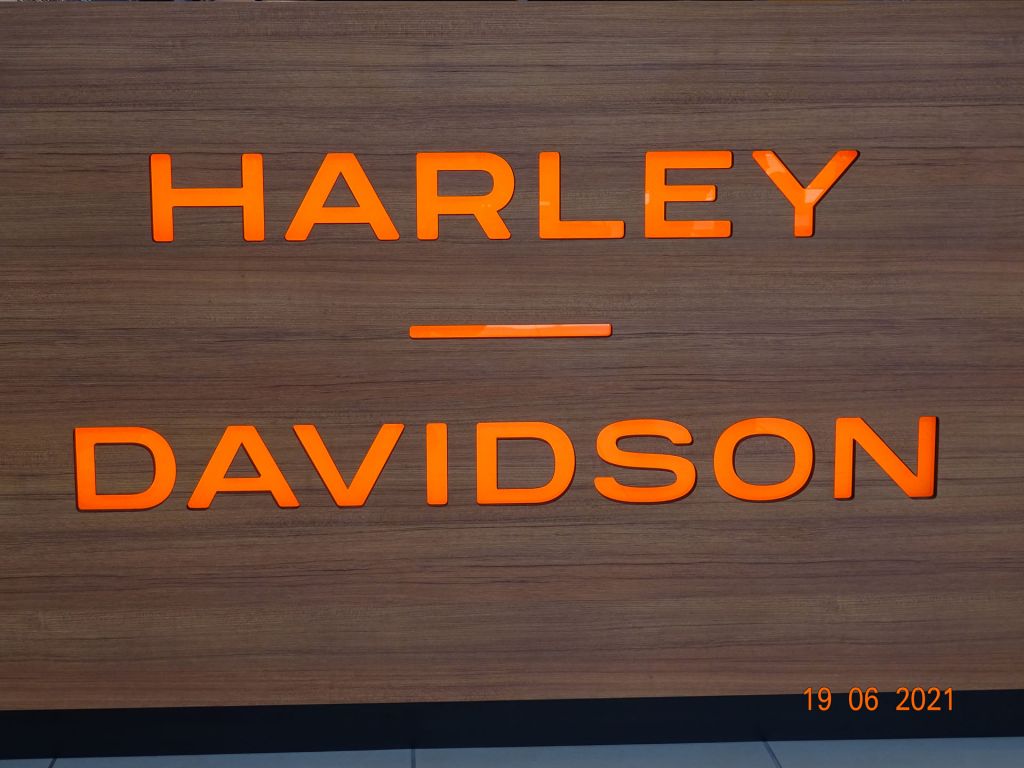 HARLEY
—
DAVIDSON
19 06 2021